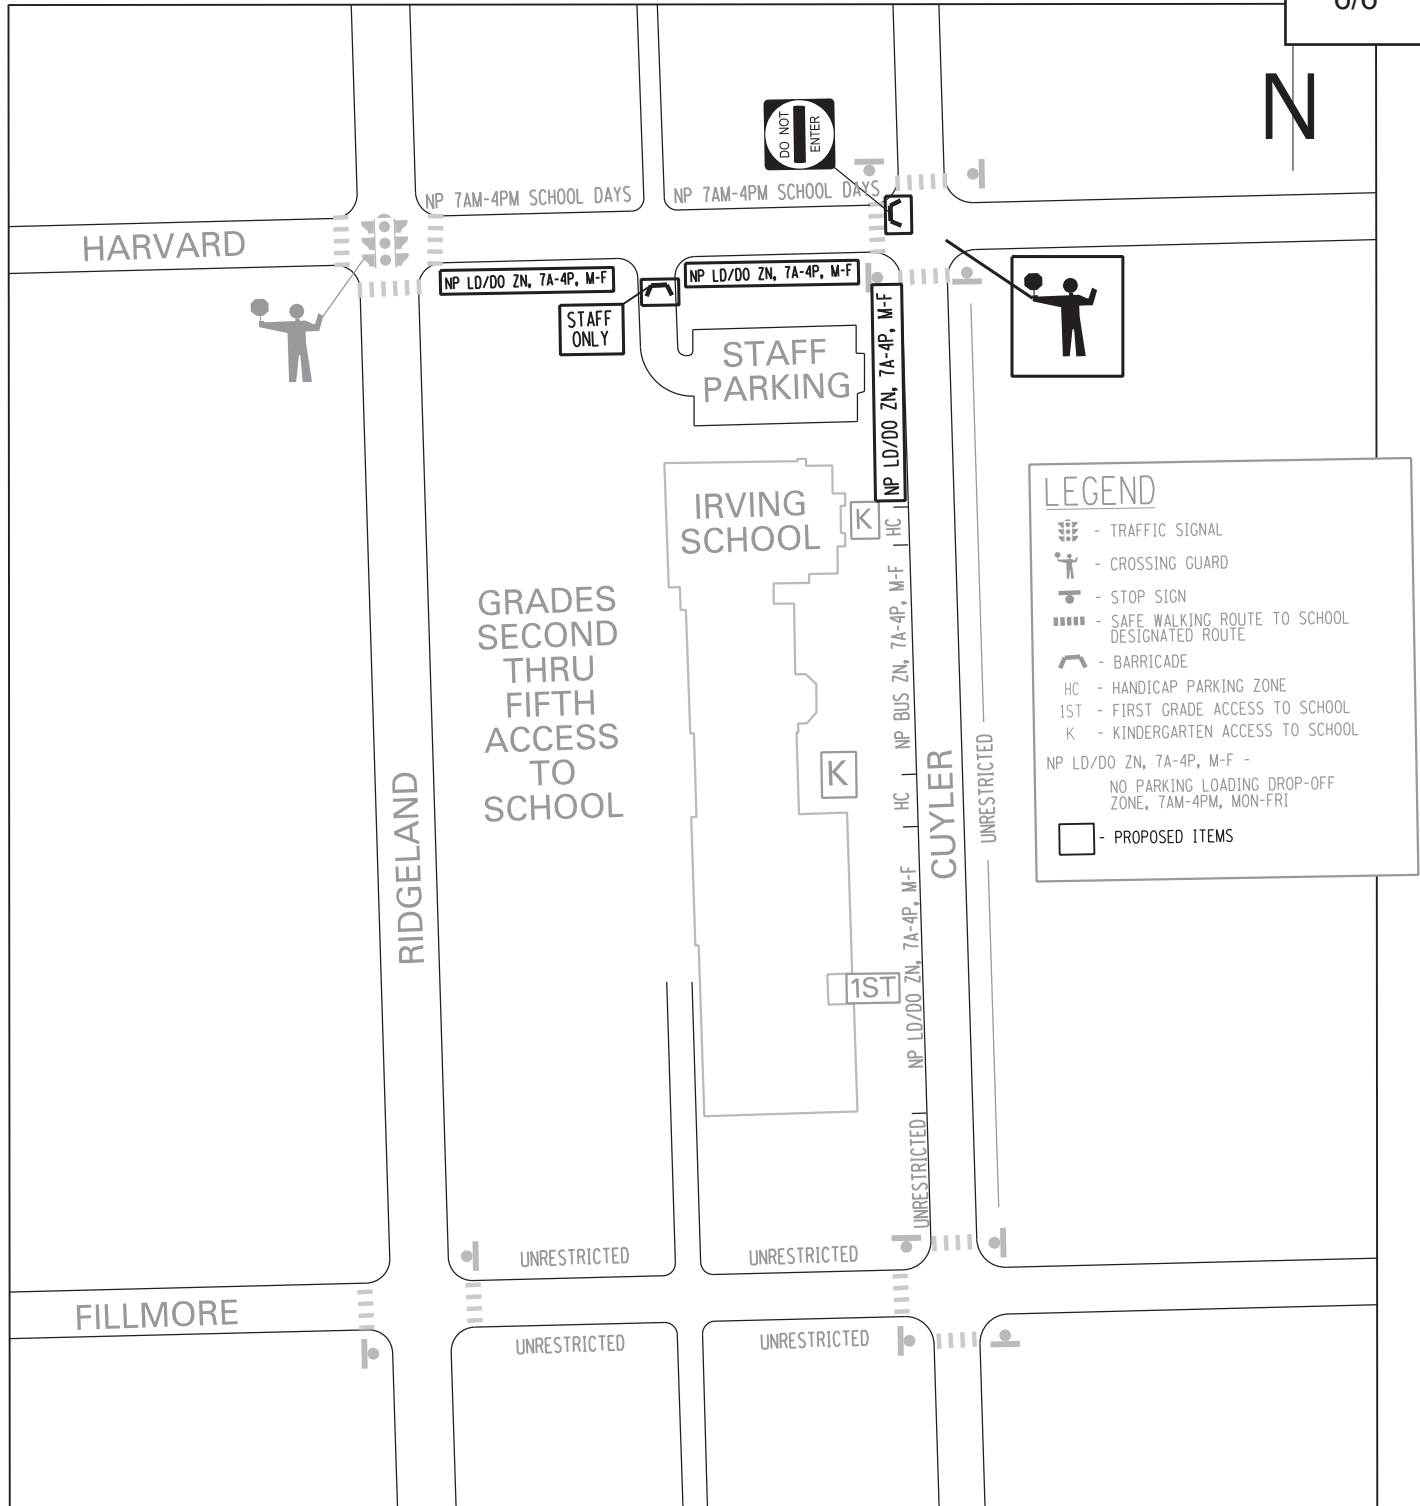 6/6
N
DO NOT
ENTER
NP 7AM-4PM SCHOOL DAYS
NP 7AM-4PM SCHOOL DAYS
HARVARD
NP LD/DO ZN, 7A-4P, M-F
NP LD/DO ZN, 7A-4P, M-F
STAFF
ONLY
STAFF
PARKING
NP LD/DO ZN, 7A-4P, M-F
IRVING
SCHOOL
K
HC
GRADES
SECOND
THRU
FIFTH
ACCESS
TO
SCHOOL
NP BUS ZN, 7A-4P, M-F
K
HC
RIDGELAND
CUYLER
UNRESTRICTED
NP LD/DO ZN, 7A-4P, M-F
1ST
UNRESTRICTED
UNRESTRICTED
UNRESTRICTED
FILLMORE
UNRESTRICTED
UNRESTRICTED
LEGEND
- TRAFFIC SIGNAL
- CROSSING GUARD
- STOP SIGN
- SAFE WALKING ROUTE TO SCHOOL
DESIGNATED ROUTE
- BARRICADE
HC - HANDICAP PARKING ZONE
1ST - FIRST GRADE ACCESS TO SCHOOL
K - KINDERGARTEN ACCESS TO SCHOOL
NP LD/DO ZN, 7A-4P, M-F -
NO PARKING LOADING DROP-OFF
ZONE, 7AM-4PM, MON-FRI
- PROPOSED ITEMS